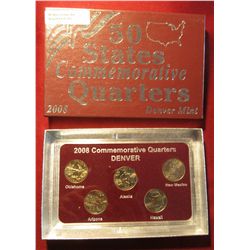 50
States
Commemorative
Quarters
2008
Denver Mint
2008 Commemorative Quarters
DENVER
Oklahoma
Alaska
New Mexico
Arizona
Hawaii